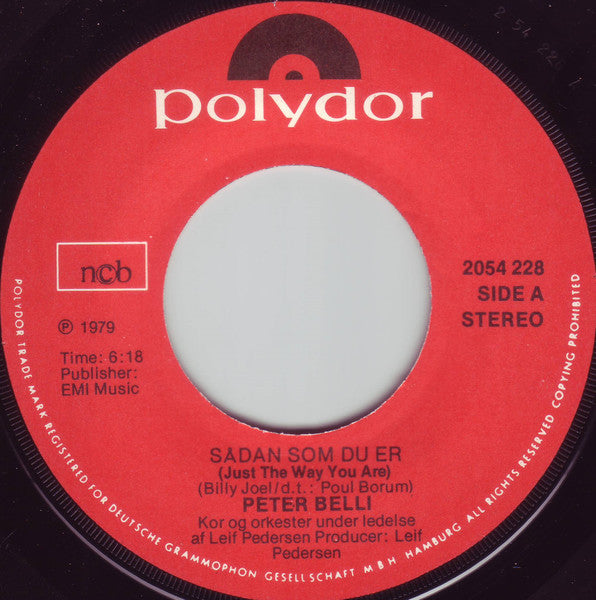 polydor
ncb
2054 228
SIDE A
STEREO
℗ 1979
Time: 6:18
Publisher:
EMI Music
SÅDAN SOM DU ER
(Just The Way You Are)
(Billy Joel/d.t.: Poul Borum)
PETER BELLI
Kor og orkester under ledelse
af Leif Pedersen Producer: Leif
Pedersen
POLYDOR TRADE MARK REGISTERED FOR DEUTSCHE GRAMMOPHON GESELLSCHAFT M B H HAMBURG ALL RIGHTS RESERVED COPYING PROHIBITED